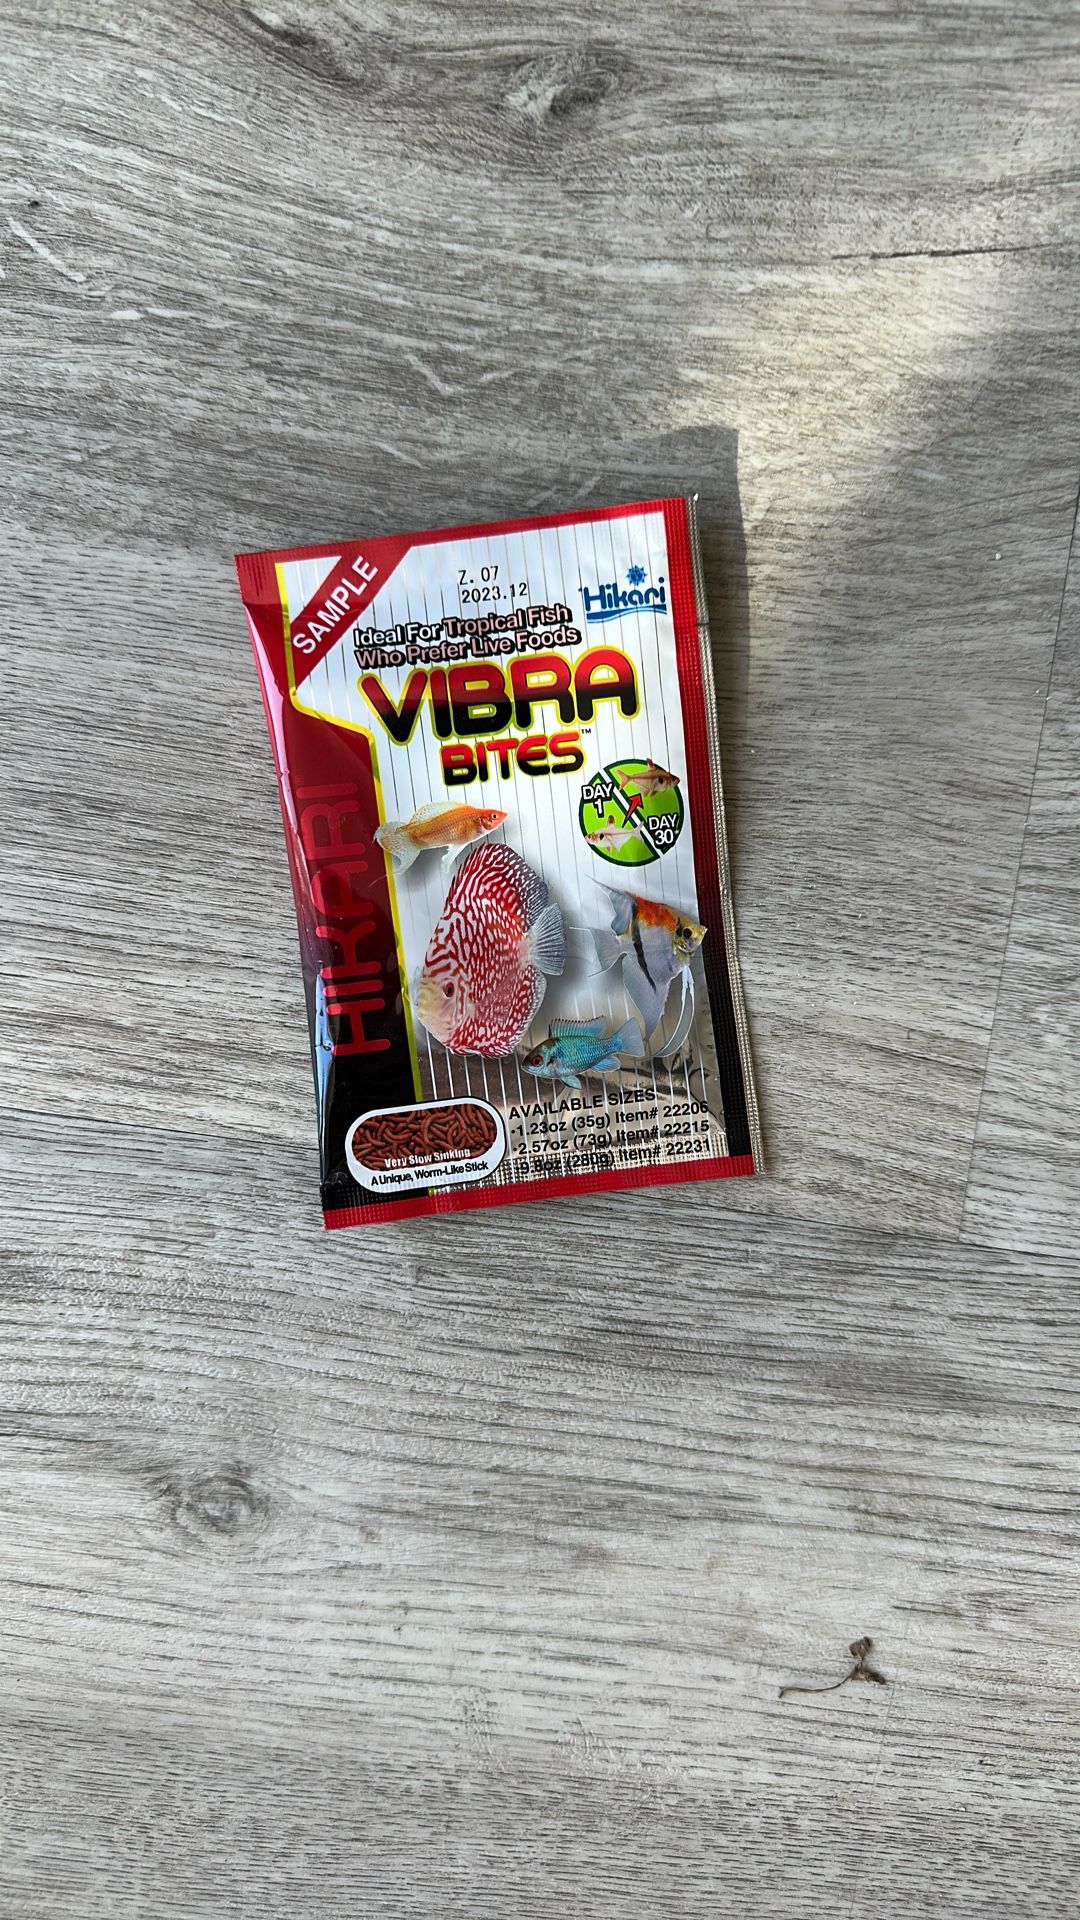 SAMPLE
Z. 07
2023.12
Hikari
Ideal For Tropical Fish
Who Prefer Live Foods
VIBRA
BITES™
DAY
1
DAY
30
HIKARI
AVAILABLE SIZES
•1.23oz (35g) Item# 22206
•2.57oz (73g) Item# 22215
•9.8oz (280g) Item# 22231
Very Slow Sinking
A Unique, Worm-Like Stick